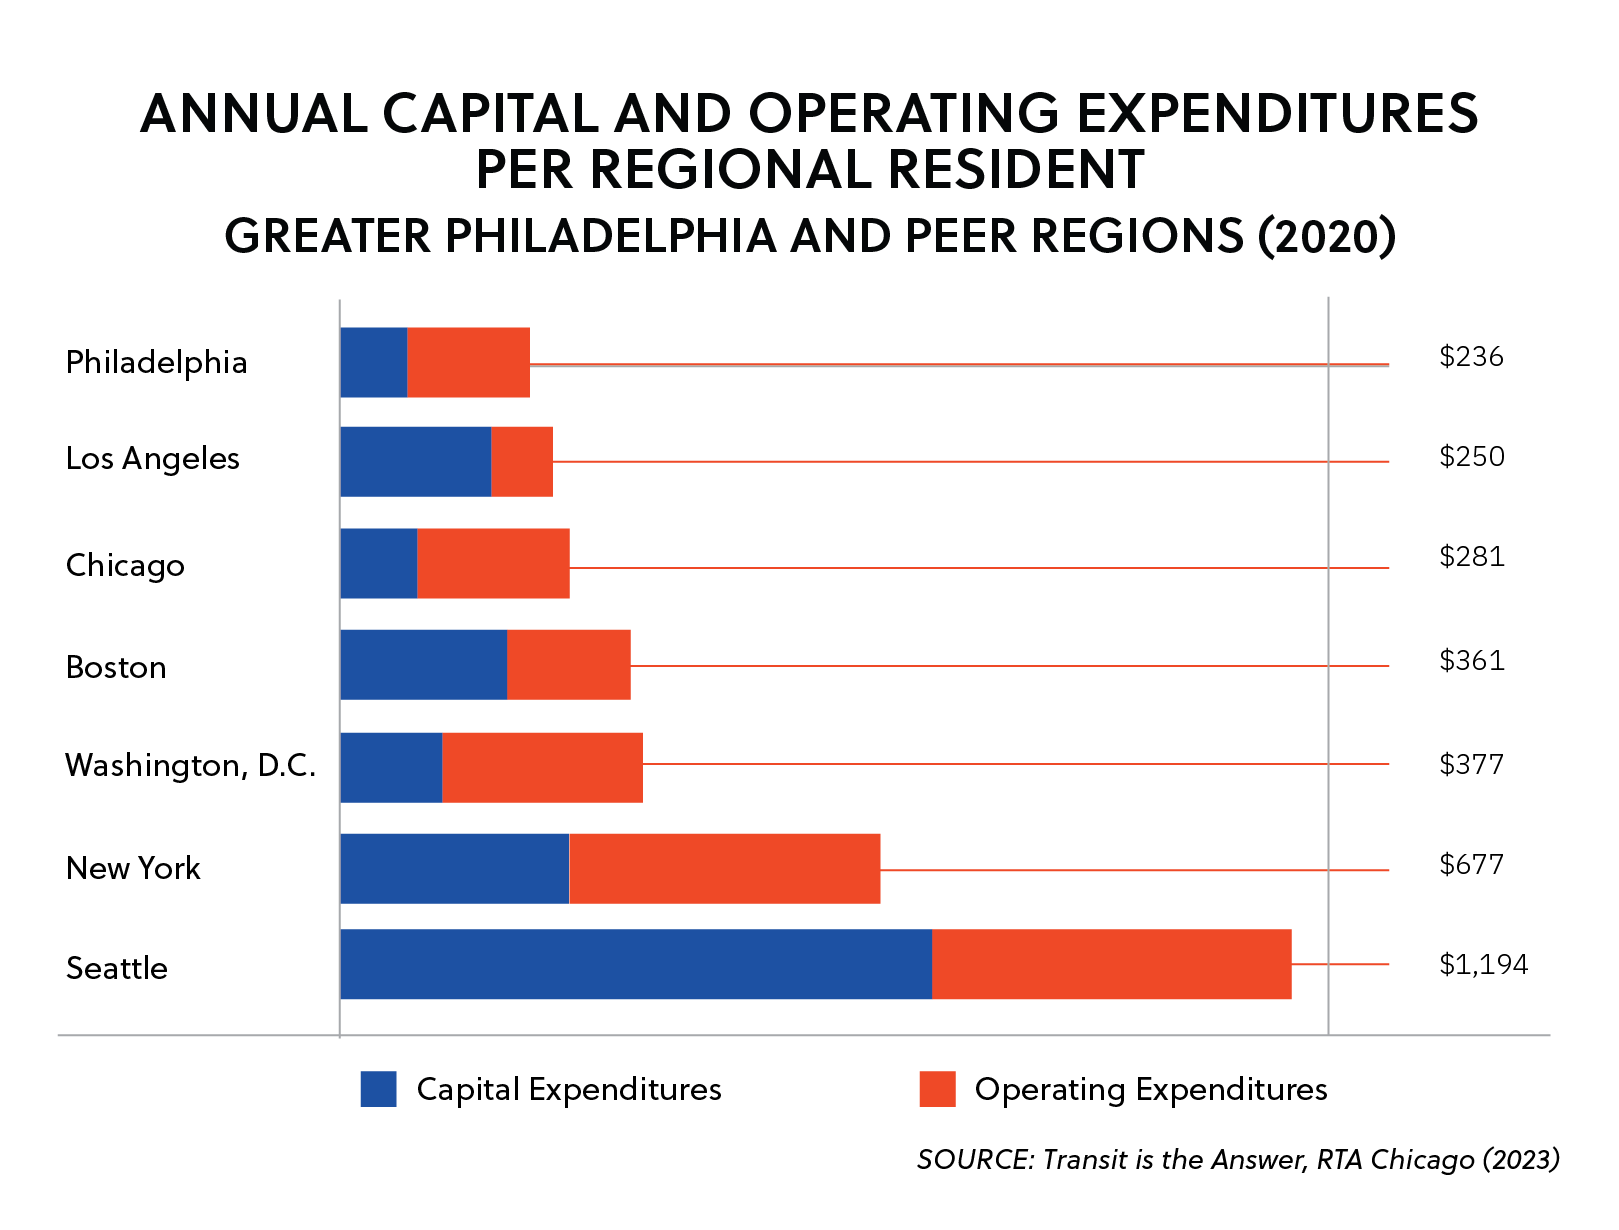 ANNUAL CAPITAL AND OPERATING EXPENDITURES
PER REGIONAL RESIDENT
GREATER PHILADELPHIA AND PEER REGIONS (2020)
Philadelphia $236
Los Angeles $250
Chicago $281
Boston $361
Washington, D.C. $377
New York $677
Seattle $1,194
Capital Expenditures Operating Expenditures
SOURCE: Transit is the Answer, RTA Chicago (2023)